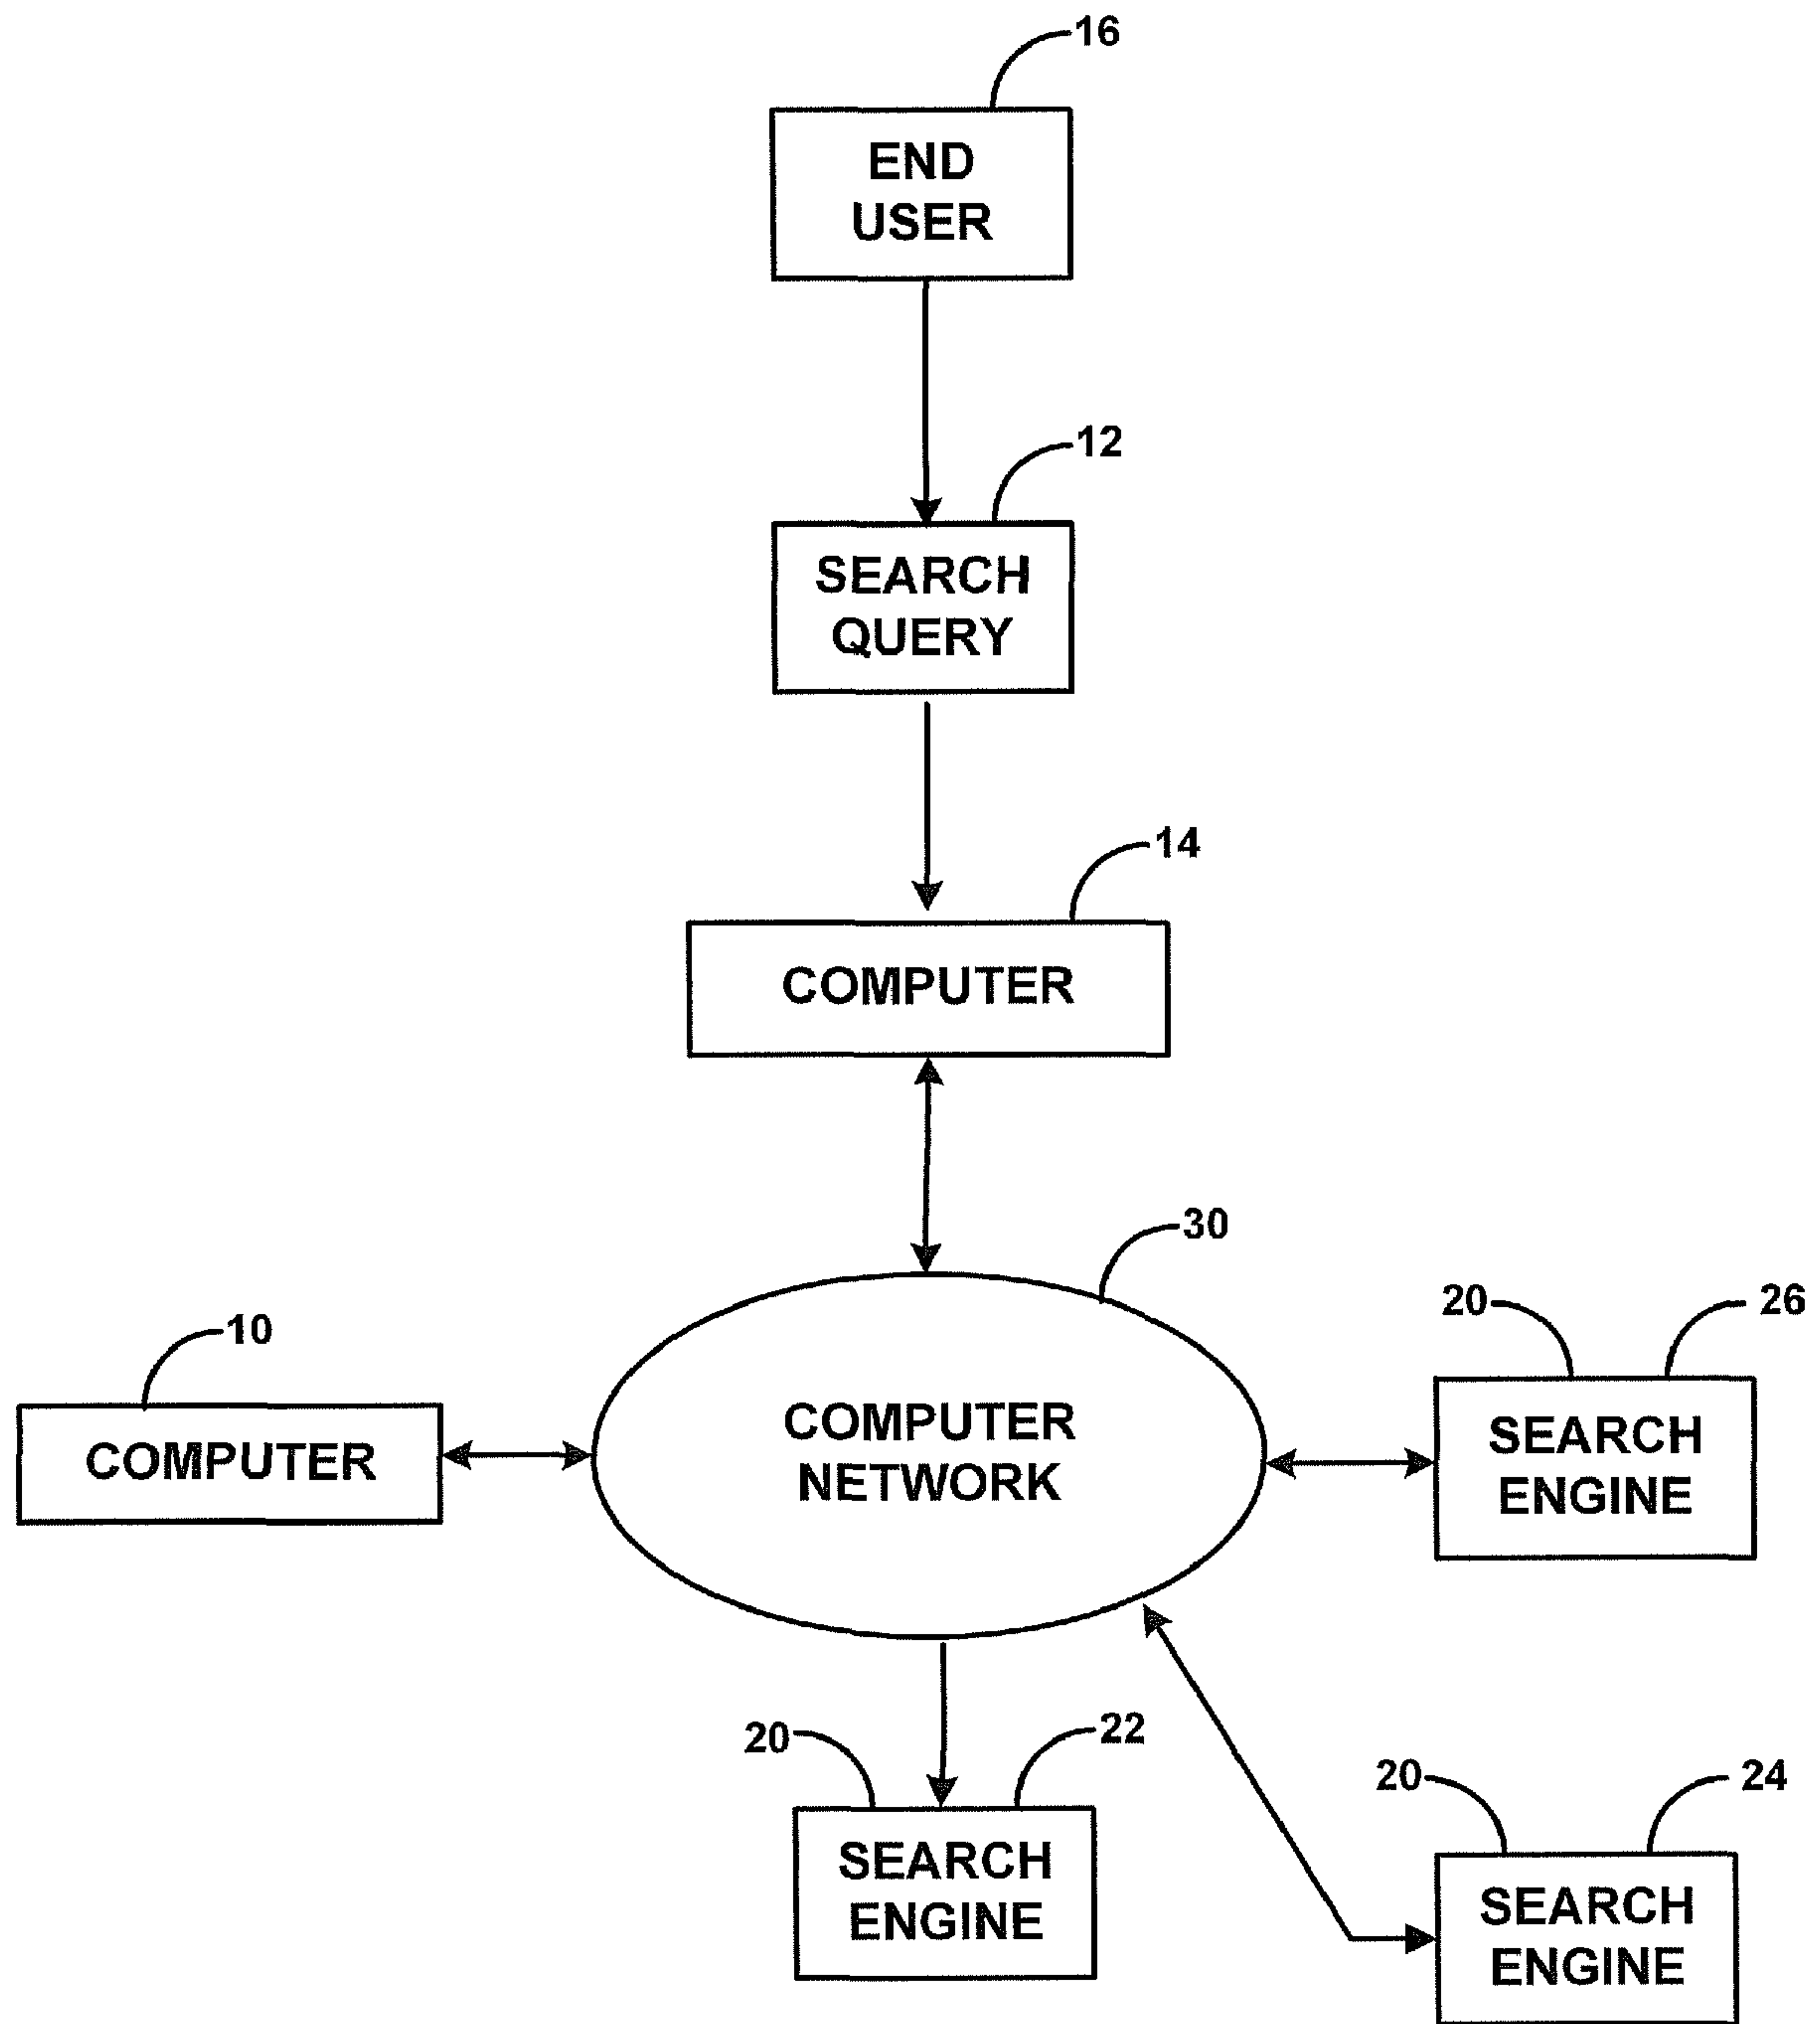 16
END
USER
12
SEARCH
QUERY
14
COMPUTER
30
10
COMPUTER
COMPUTER
NETWORK
20
26
SEARCH
ENGINE
20
22
SEARCH
ENGINE
20
24
SEARCH
ENGINE